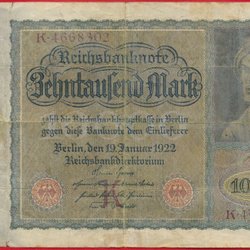 K·4668302
Reichsbanknote
Zehntausend Mark
zahlt die Reichsbankhauptkasse in Berlin
gegen diese Banknote dem Einlieferer
Berlin, den 19. Januar 1922
Reichsbankdirektorium
10
K·4